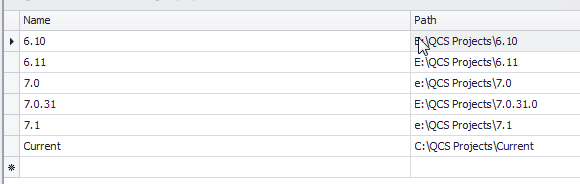 Name Path
6.10 E:\QCS Projects\6.10
6.11 E:\QCS Projects\6.11
7.0 e:\QCS Projects\7.0
7.0.31 E:\QCS Projects\7.0.31.0
7.1 e:\QCS Projects\7.1
Current C:\QCS Projects\Current